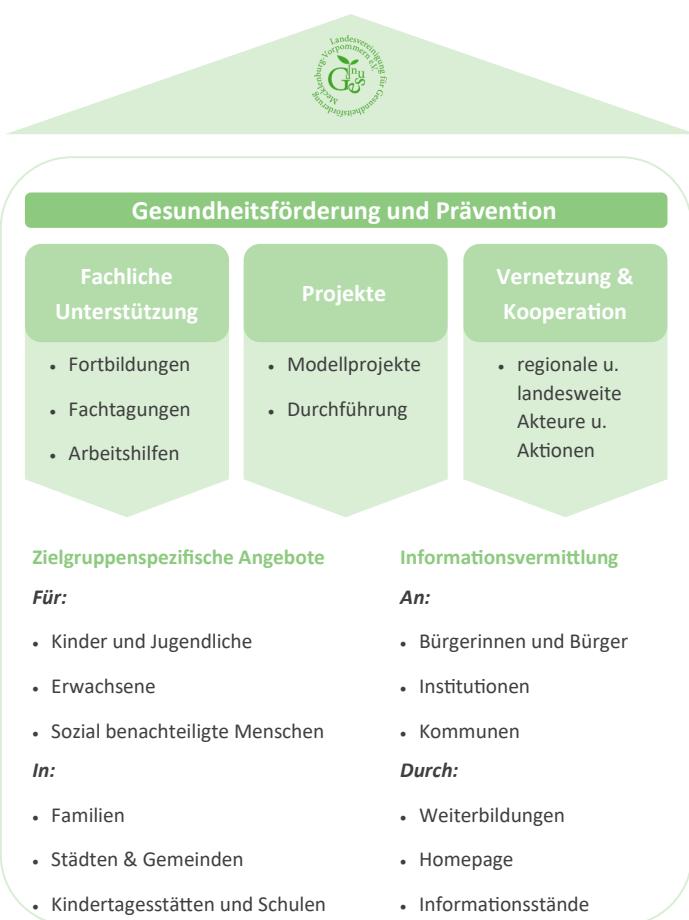 Landesvereinigung für Gesundheitsförderung
Mecklenburg-Vorpommern e.V.
Gesundheitsförderung und Prävention
Fachliche
Unterstützung
• Fortbildungen
• Fachtagungen
• Arbeitshilfen
Projekte
• Modellprojekte
• Durchführung
Vernetzung &
Kooperation
• regionale u.
landesweite
Akteure u.
Aktionen
Zielgruppenspezifische Angebote
Für:
• Kinder und Jugendliche
• Erwachsene
• Sozial benachteiligte Menschen
In:
• Familien
• Städten & Gemeinden
• Kindertagesstätten und Schulen
Informationsvermittlung
An:
• Bürgerinnen und Bürger
• Institutionen
• Kommunen
Durch:
• Weiterbildungen
• Homepage
• Informationsstände